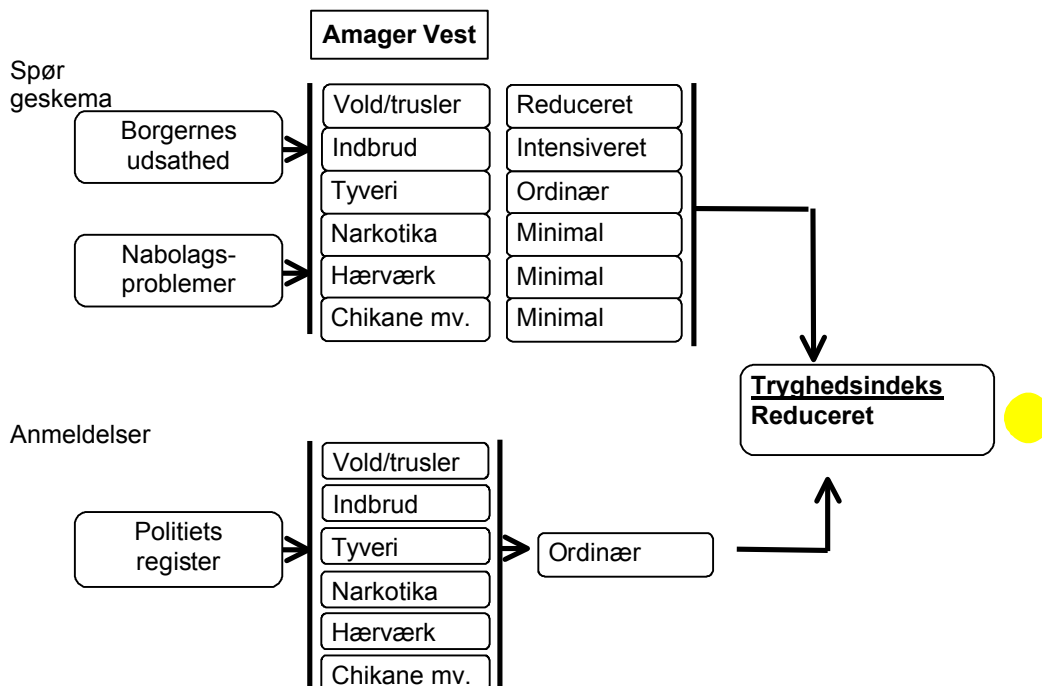 Amager Vest
Spør
geskema
Borgernes
udsathed
Nabolags-
problemer
Vold/trusler
Indbrud
Tyveri
Narkotika
Hærværk
Chikane mv.
Reduceret
Intensiveret
Ordinær
Minimal
Minimal
Minimal
Tryghedsindeks
Reduceret
Anmeldelser
Politiets
register
Vold/trusler
Indbrud
Tyveri
Narkotika
Hærværk
Chikane mv.
Ordinær